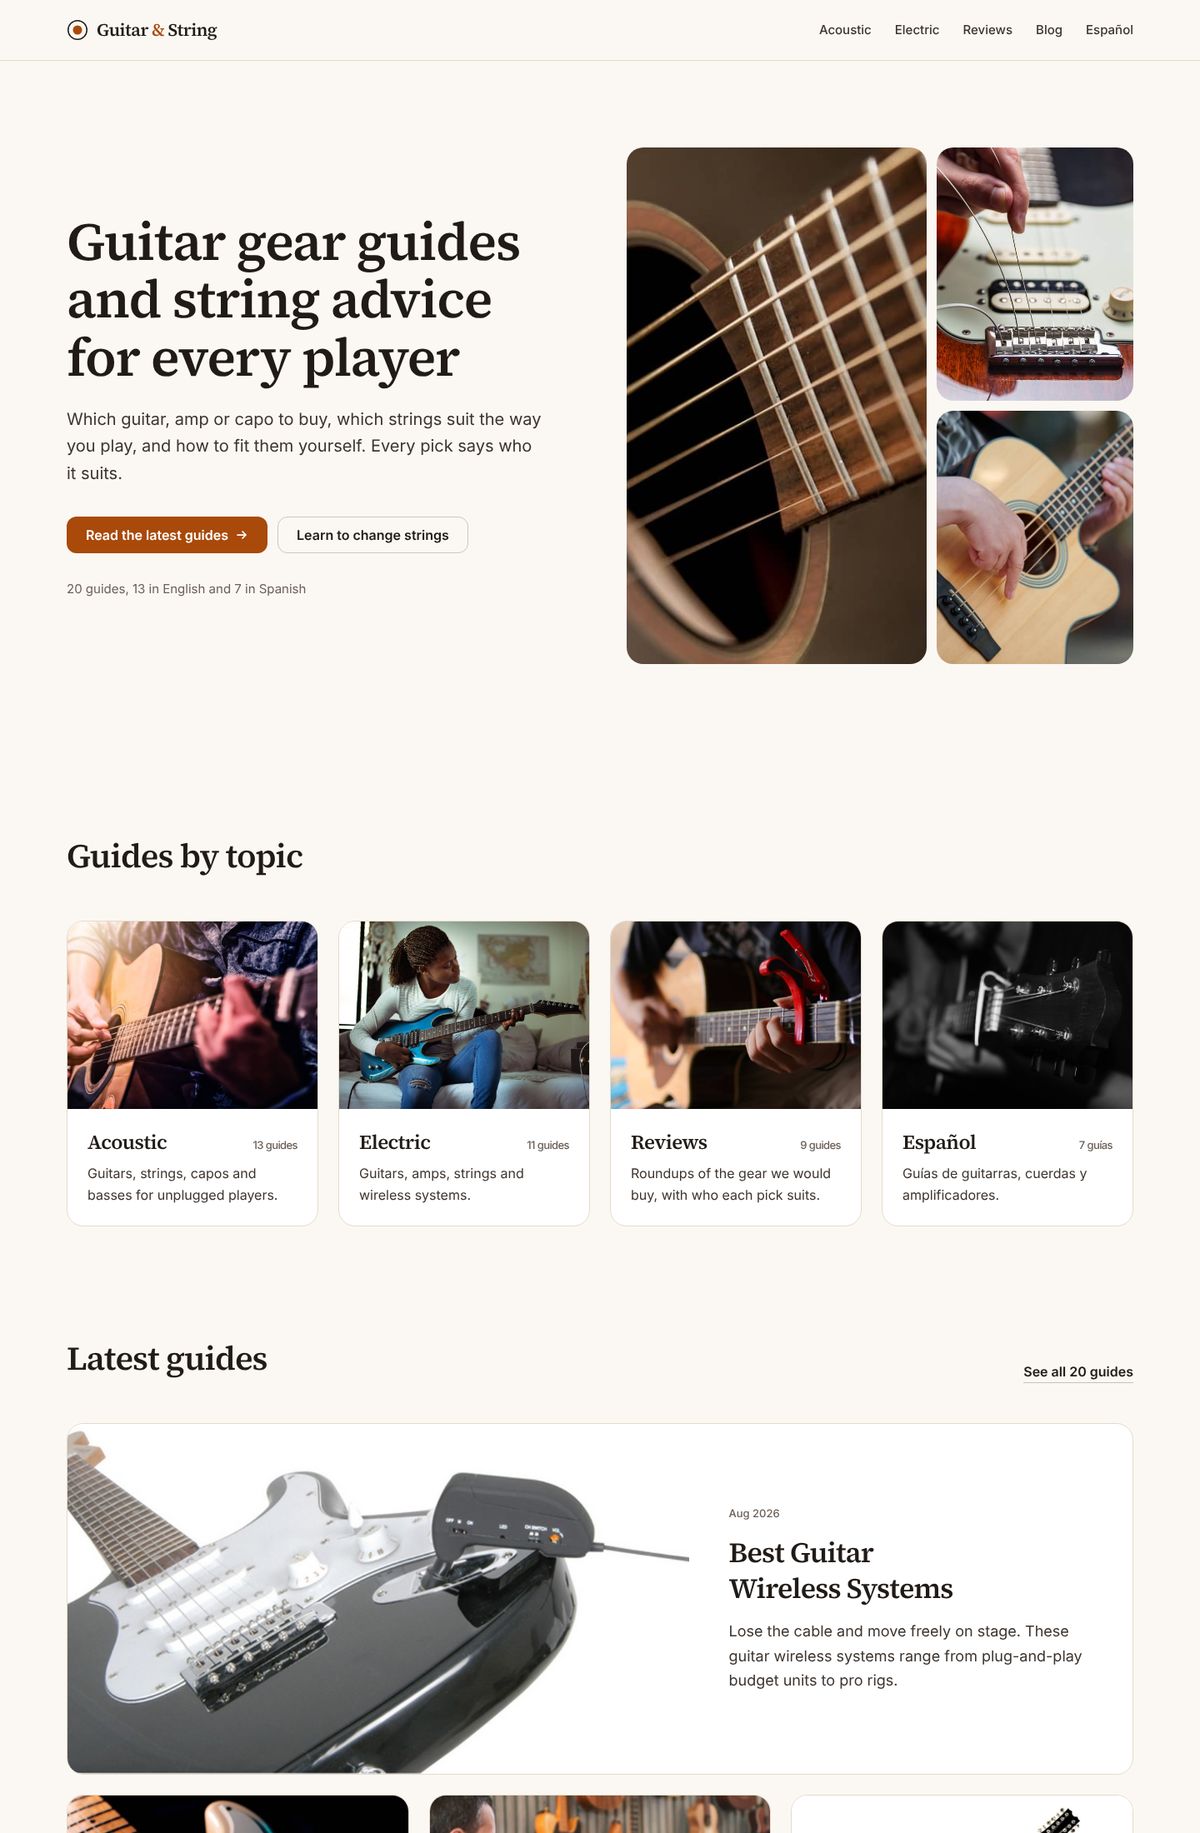 Guitar & String
Acoustic
Electric
Reviews
Blog
Español
Guitar gear guides
and string advice
for every player
Which guitar, amp or capo to buy, which strings suit the way
you play, and how to fit them yourself. Every pick says who
it suits.
Read the latest guides →
Learn to change strings
20 guides, 13 in English and 7 in Spanish
Guides by topic
Acoustic
13 guides
Guitars, strings, capos and
basses for unplugged players.
Electric
11 guides
Guitars, amps, strings and
wireless systems.
Reviews
9 guides
Roundups of the gear we would
buy, with who each pick suits.
Español
7 guías
Guías de guitarras, cuerdas y
amplificadores.
Latest guides
See all 20 guides
OFF
ON
LED
CH SWITCH
VOL
Aug 2026
Best Guitar
Wireless Systems
Lose the cable and move freely on stage. These
guitar wireless systems range from plug-and-play
budget units to pro rigs.